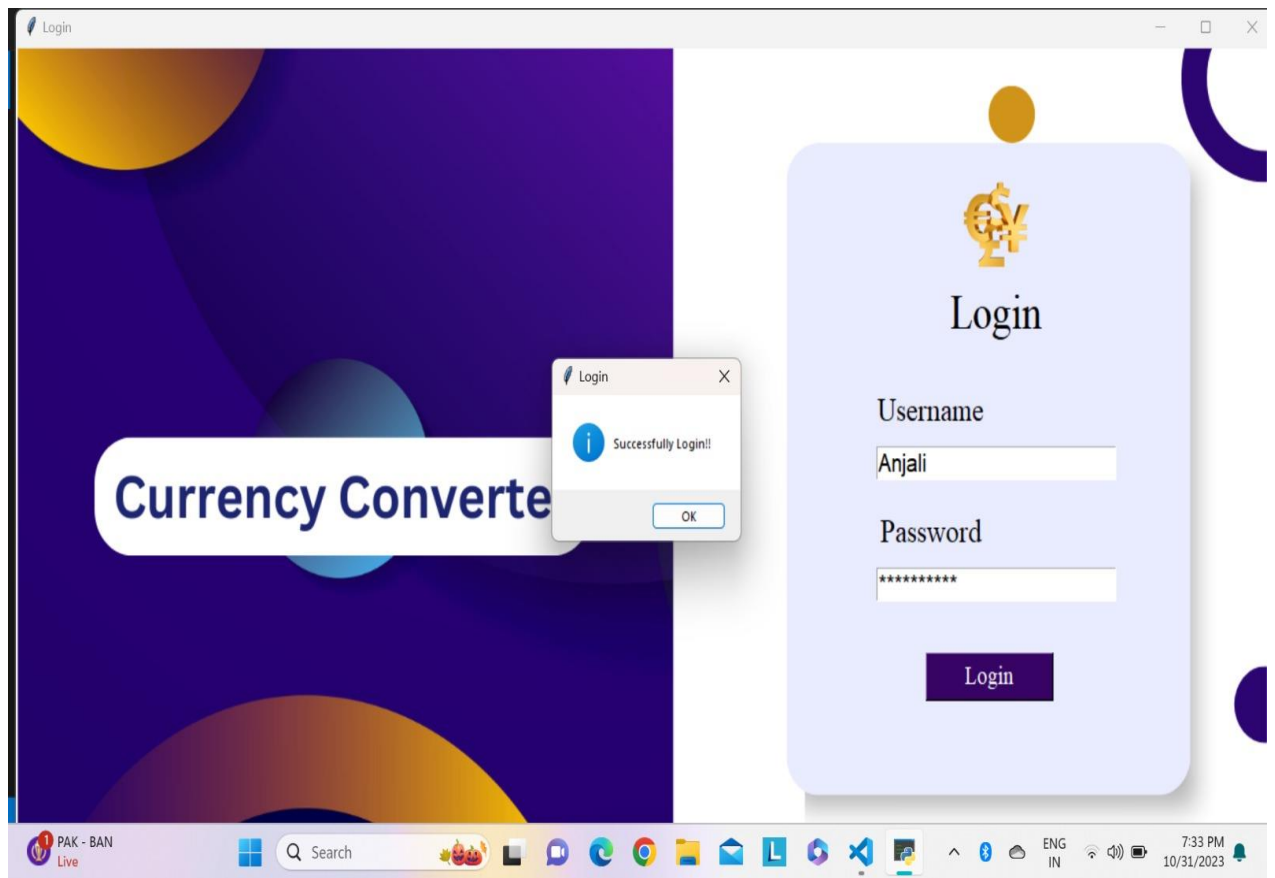 Login
Login
Username
Anjali
Password
**********
Login
Currency Converte
Login
Successfully Login!!
OK
1
PAK - BAN
Live
Search
L
ENG
IN
7:33 PM
10/31/2023